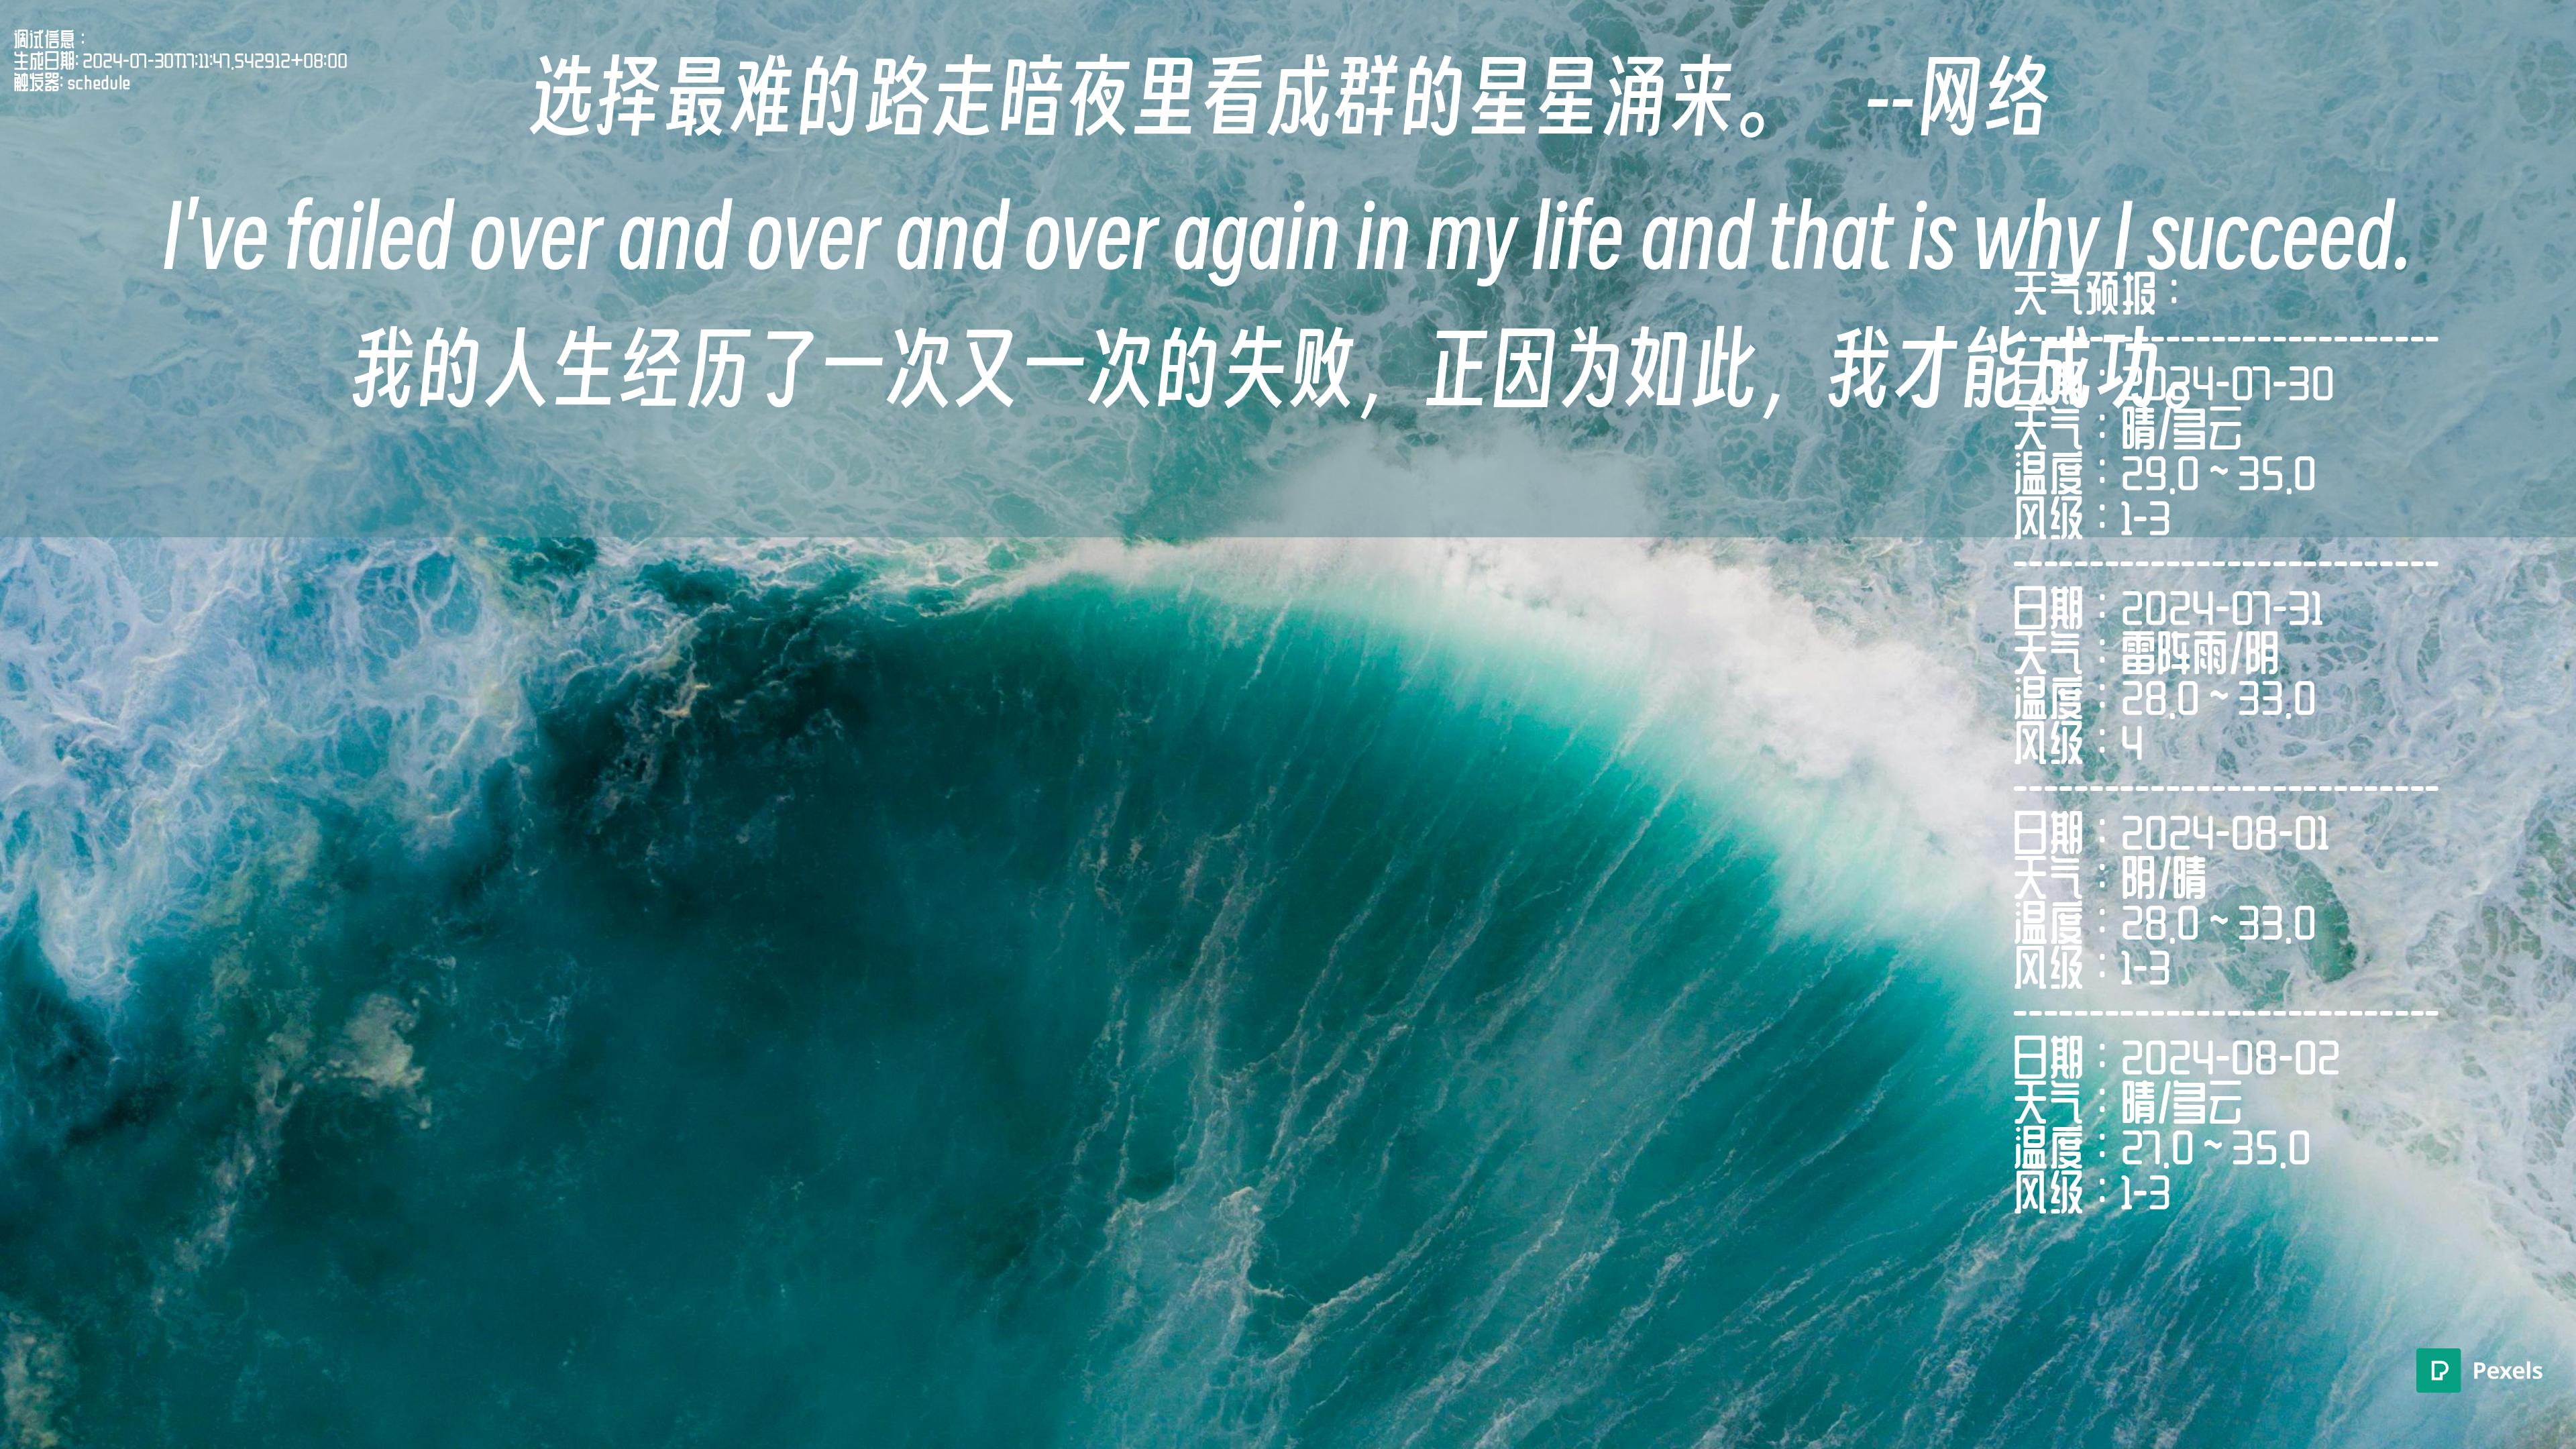 调试信息：
生成日期: 2024-07-30T17:11:47.542912+08:00
触发器: schedule
选择最难的路走暗夜里看成群的星星涌来。 --网络
I've failed over and over and over again in my life and that is why I succeed.
我的人生经历了一次又一次的失败，正因为如此，我才能成功。
天气预报：
----------------------------
日期：2024-07-30
天气：晴/多云
温度：29.0 ~ 35.0
风级：1-3
----------------------------
日期：2024-07-31
天气：雷阵雨/阴
温度：28.0 ~ 33.0
风级：4
----------------------------
日期：2024-08-01
天气：阴/晴
温度：28.0 ~ 33.0
风级：1-3
----------------------------
日期：2024-08-02
天气：晴/多云
温度：27.0 ~ 35.0
风级：1-3
Pexels